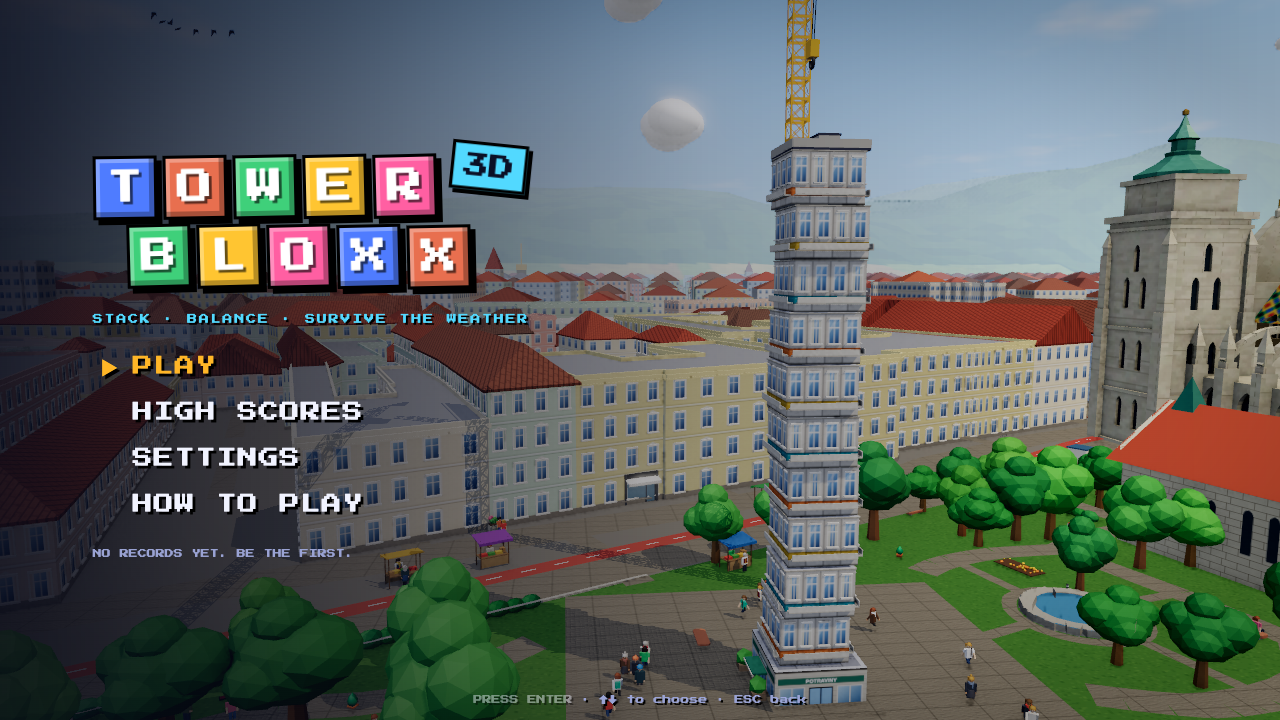 TOWER 3D
BLOXX
STACK · BALANCE · SURVIVE THE WEATHER
PLAY
HIGH SCORES
SETTINGS
HOW TO PLAY
NO RECORDS YET. BE THE FIRST.
POTRAVINY
PRESS ENTER · ⬆⬇ to choose · ESC back